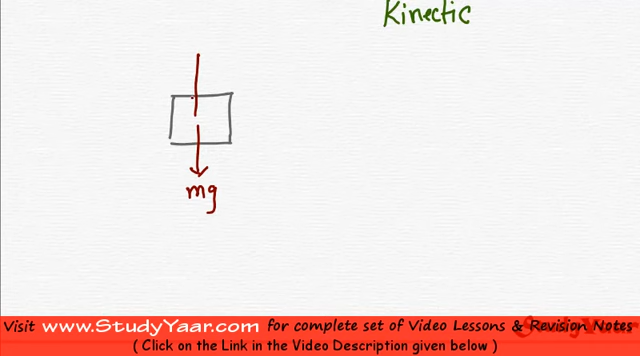 Kinectic
mg
Visit www.StudyYaar.com for complete set of Video Lessons & Revision Notes
( Click on the Link in the Video Description given below )
StudyYaar